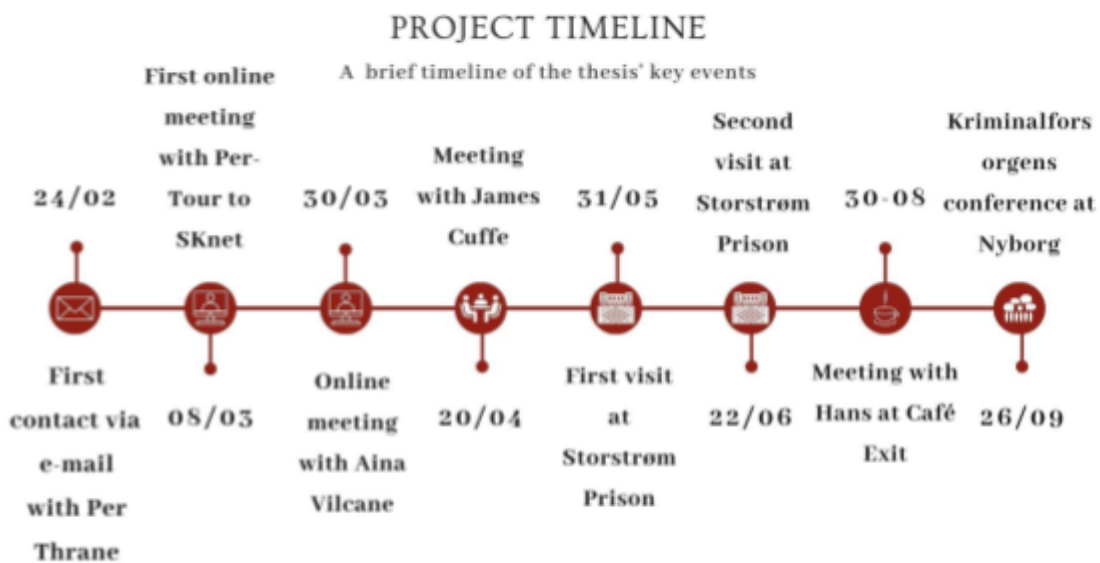 PROJECT TIMELINE
A brief timeline of the thesis' key events
24/02
First
contact via
e-mail
with Per
Thrane
First online
meeting
with Per-
Tour to
SKnet
08/03
30/03
Online
meeting
with Aina
Vilcane
Meeting
with James
Cuffe
20/04
31/05
First visit
at
Storstrøm
Prison
Second
visit at
Storstrøm
Prison
22/06
30-08
Meeting with
Hans at Café
Exit
Kriminalfors
orgens
conference at
Nyborg
26/09